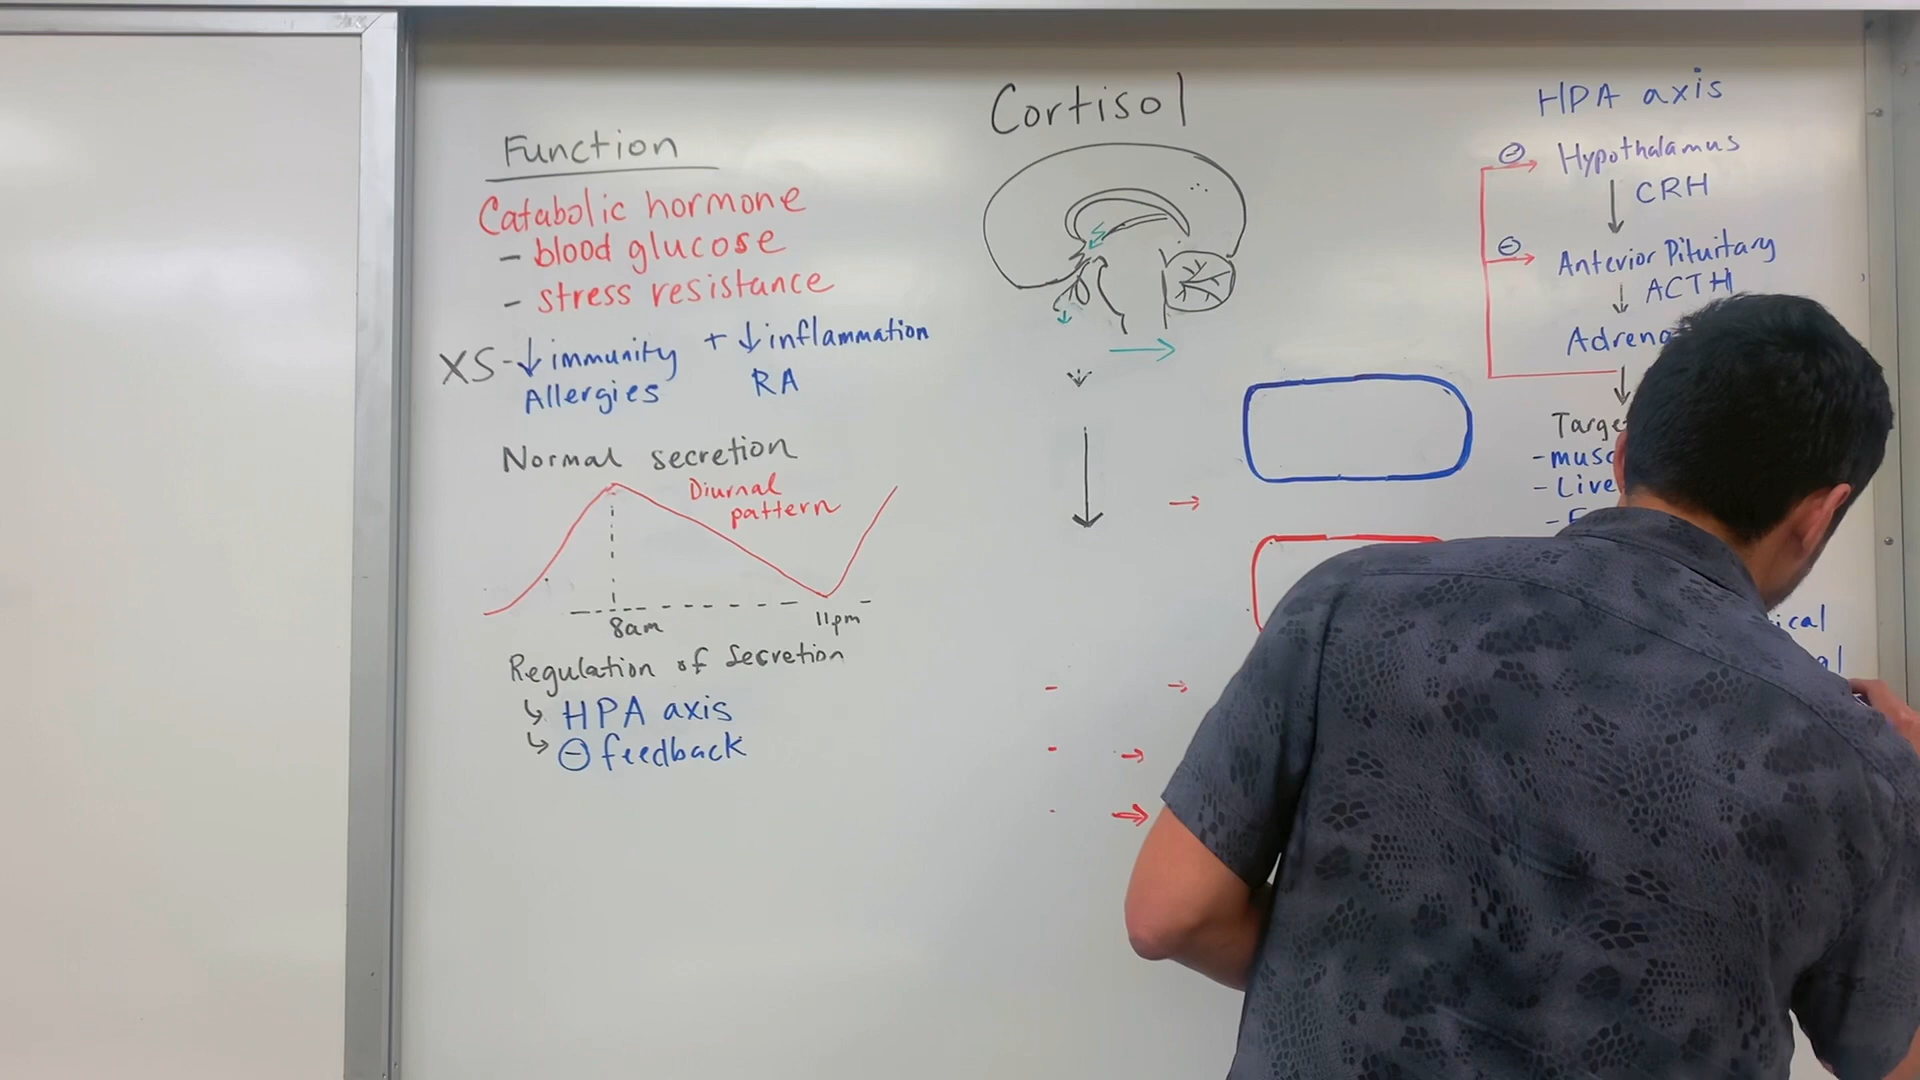 Cortisol
Function
Catabolic hormone
- blood glucose
- stress resistance
XS - ↓ immunity + ↓ inflammation
Allergies RA
Normal secretion
Diurnal
pattern
8am
11pm
Regulation of Secretion
↳ HPA axis
↳ ⊖ feedback
HPA axis
⊖ Hypothalamus
↓ CRH
⊖ Anterior Pituitary
↓ ACTH